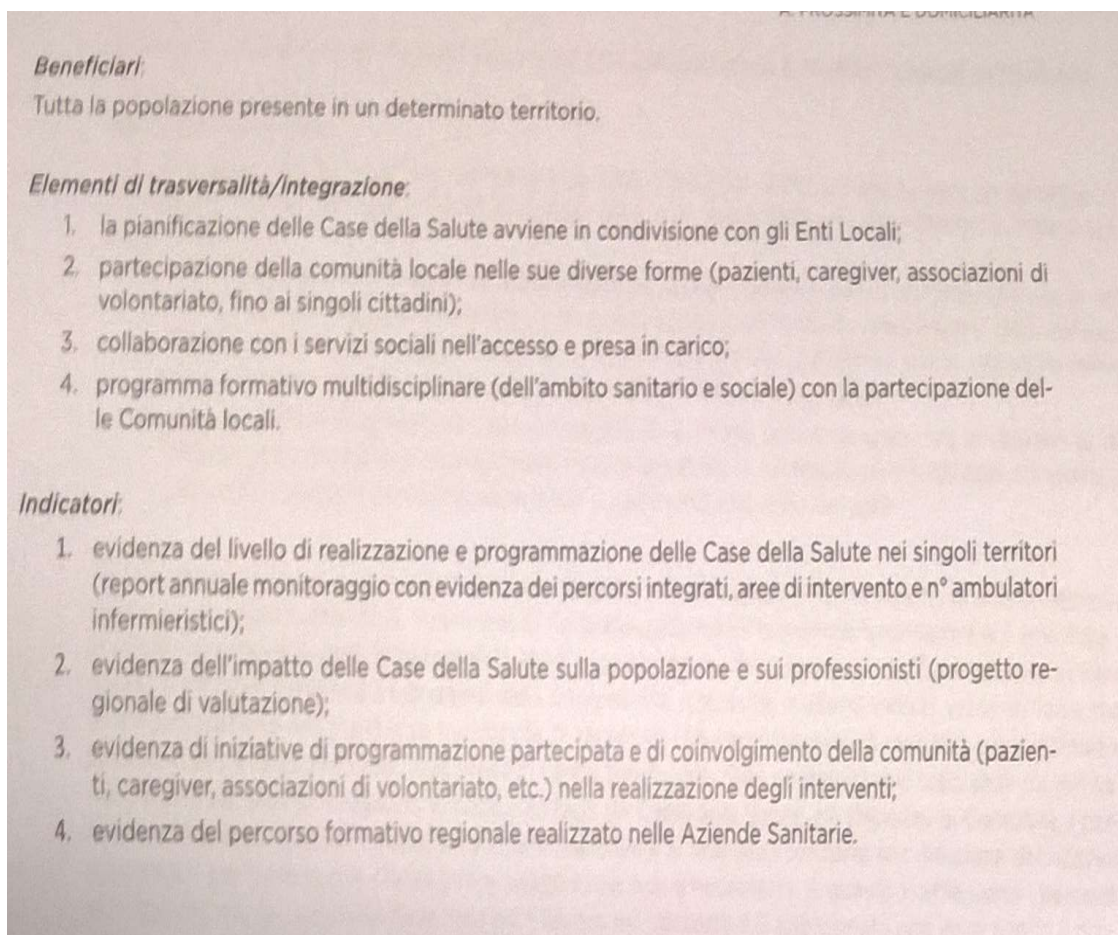 A. PROSSIMITÀ E DOMICILIARITÀ
Beneficiari:
Tutta la popolazione presente in un determinato territorio.
Elementi di trasversalità/integrazione:
1. la pianificazione delle Case della Salute avviene in condivisione con gli Enti Locali;
2. partecipazione della comunità locale nelle sue diverse forme (pazienti, caregiver, associazioni di
volontariato, fino ai singoli cittadini);
3. collaborazione con i servizi sociali nell'accesso e presa in carico;
4. programma formativo multidisciplinare (dell'ambito sanitario e sociale) con la partecipazione del-
le Comunità locali.
Indicatori:
1. evidenza del livello di realizzazione e programmazione delle Case della Salute nei singoli territori
(report annuale monitoraggio con evidenza dei percorsi integrati, aree di intervento e n° ambulatori
infermieristici);
2. evidenza dell'impatto delle Case della Salute sulla popolazione e sui professionisti (progetto re-
gionale di valutazione);
3. evidenza di iniziative di programmazione partecipata e di coinvolgimento della comunità (pazien-
ti, caregiver, associazioni di volontariato, etc.) nella realizzazione degli interventi;
4. evidenza del percorso formativo regionale realizzato nelle Aziende Sanitarie.